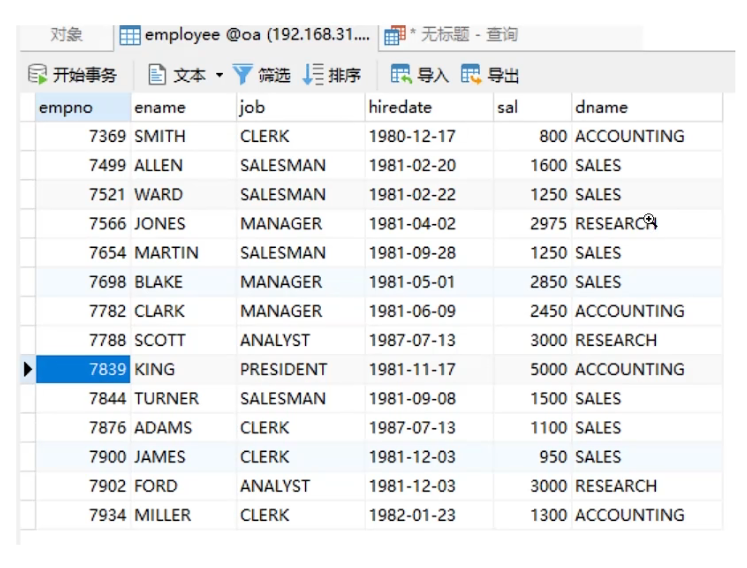 对象 employee @oa (192.168.31.... * 无标题 - 查询
开始事务 文本 筛选 排序 导入 导出
empno ename job hiredate sal dname
7369 SMITH CLERK 1980-12-17 800 ACCOUNTING
7499 ALLEN SALESMAN 1981-02-20 1600 SALES
7521 WARD SALESMAN 1981-02-22 1250 SALES
7566 JONES MANAGER 1981-04-02 2975 RESEARCH
7654 MARTIN SALESMAN 1981-09-28 1250 SALES
7698 BLAKE MANAGER 1981-05-01 2850 SALES
7782 CLARK MANAGER 1981-06-09 2450 ACCOUNTING
7788 SCOTT ANALYST 1987-07-13 3000 RESEARCH
7839 KING PRESIDENT 1981-11-17 5000 ACCOUNTING
7844 TURNER SALESMAN 1981-09-08 1500 SALES
7876 ADAMS CLERK 1987-07-13 1100 SALES
7900 JAMES CLERK 1981-12-03 950 SALES
7902 FORD ANALYST 1981-12-03 3000 RESEARCH
7934 MILLER CLERK 1982-01-23 1300 ACCOUNTING